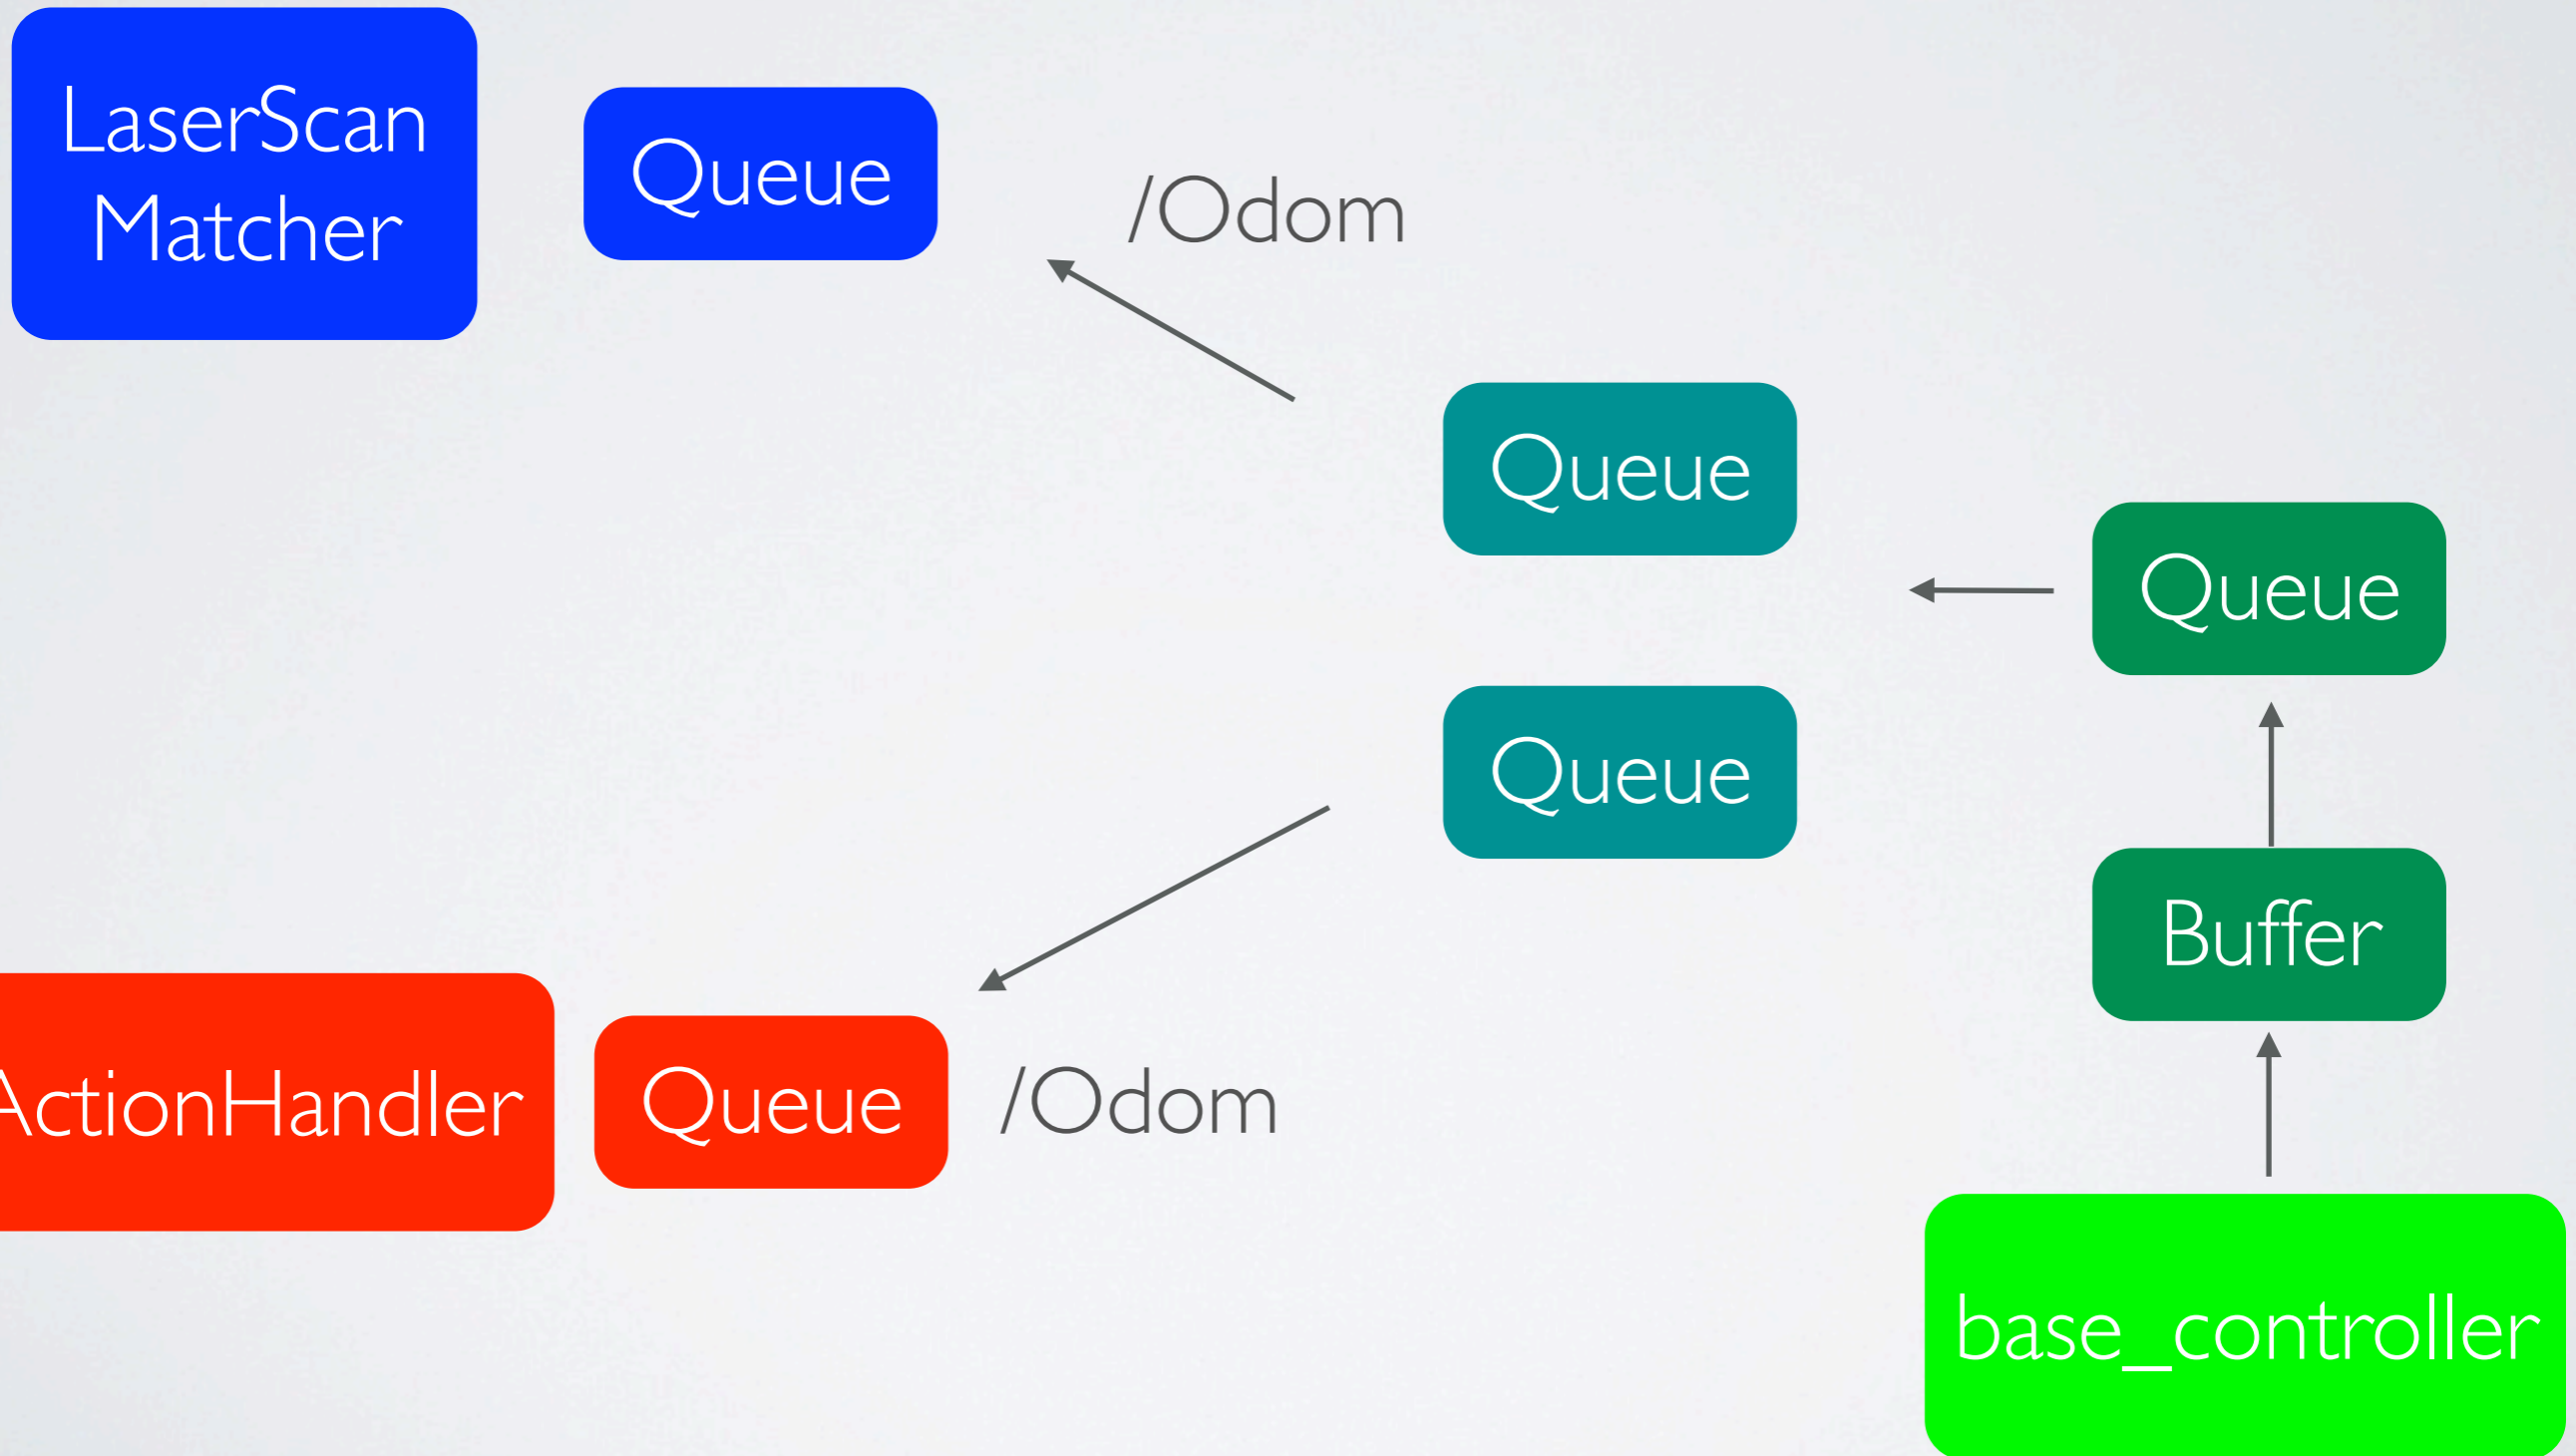 LaserScan
Matcher
Queue
/Odom
Queue
Queue
Queue
Buffer
ActionHandler
Queue
/Odom
base_controller